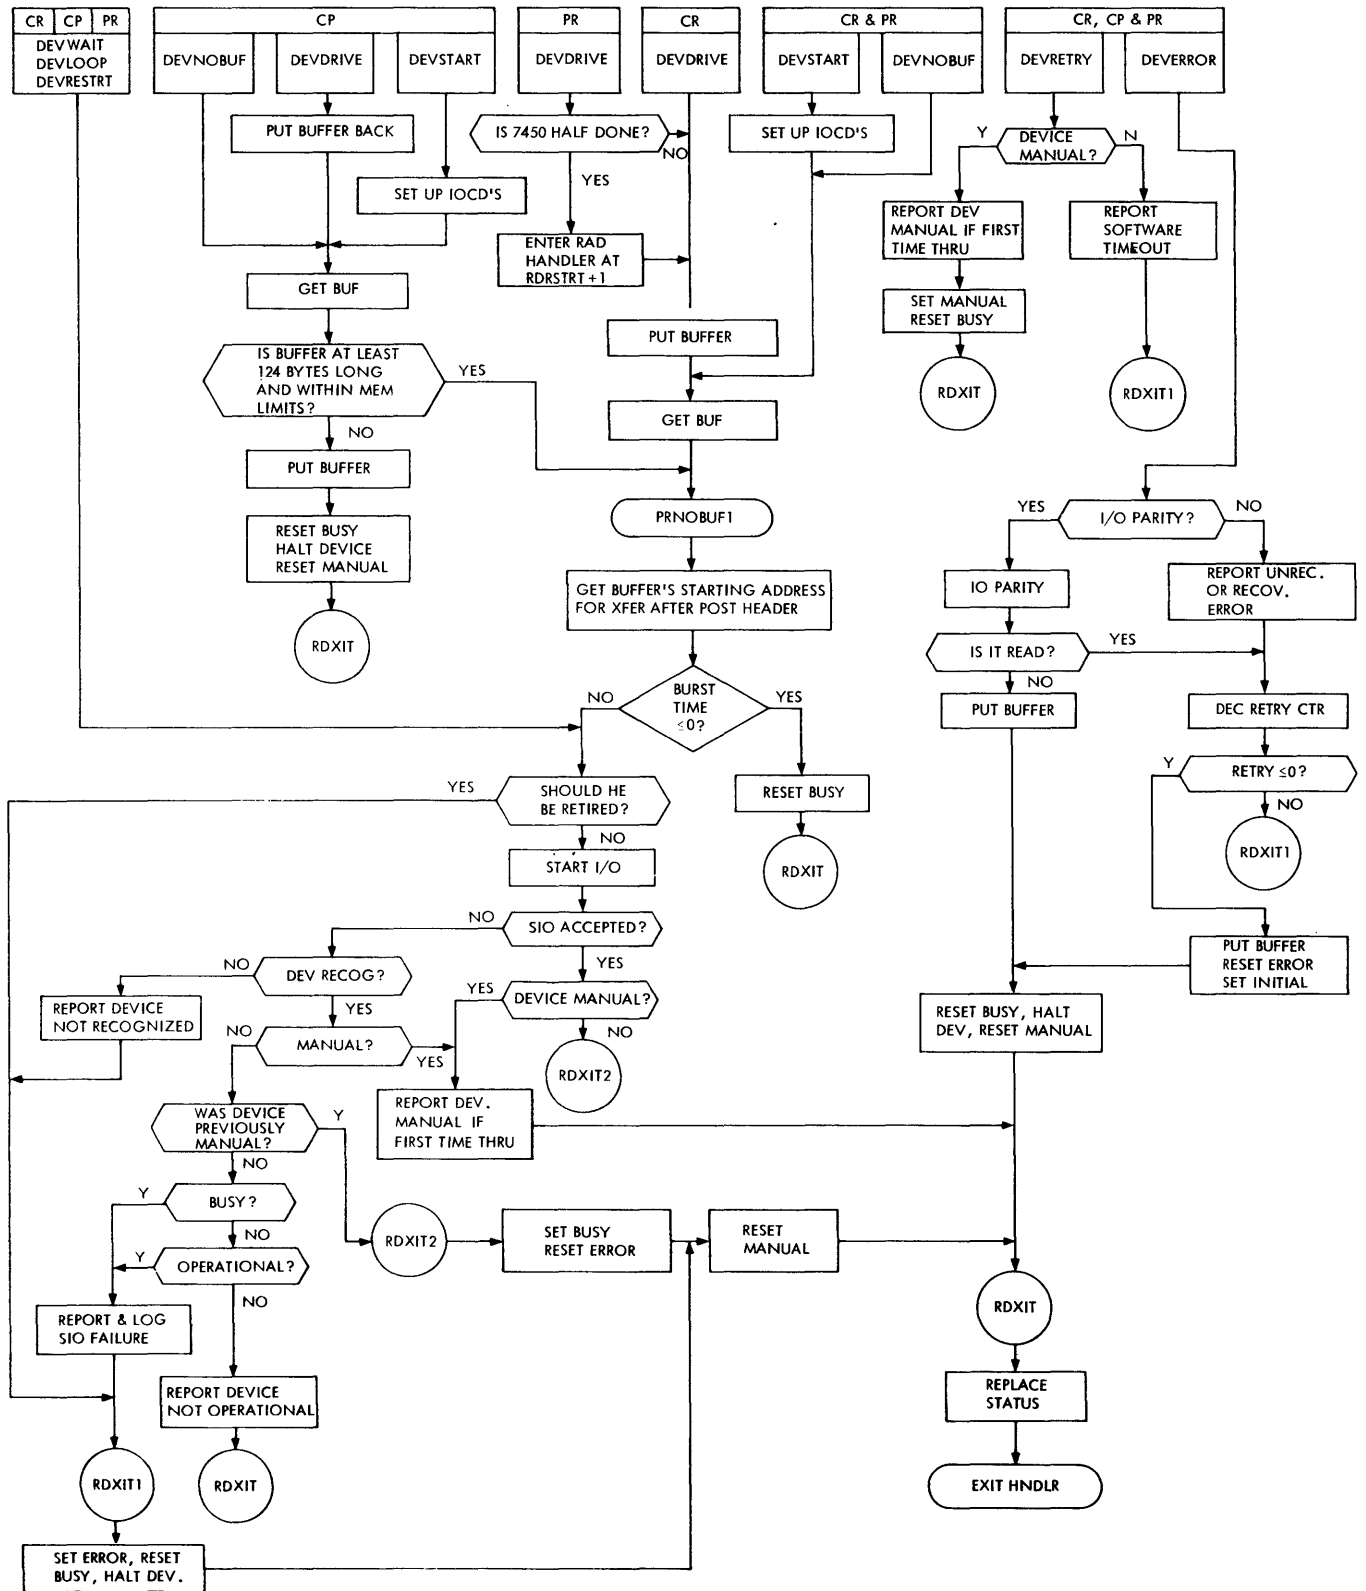 CR CP PR
DEVWAIT
DEVLOOP
DEVRESTRT
CP
DEVNOBUF DEVDRIVE DEVSTART
PR
DEVDRIVE
CR
DEVDRIVE
CR & PR
DEVSTART DEVNOBUF
CR, CP & PR
DEVRETRY DEVERROR
PUT BUFFER BACK
SET UP IOCD'S
IS 7450 HALF DONE?
NO
YES
ENTER RAD
HANDLER AT
RDRSTRT +1
SET UP IOCD'S
Y
DEVICE
MANUAL?
N
REPORT DEV
MANUAL IF FIRST
TIME THRU
REPORT
SOFTWARE
TIMEOUT
SET MANUAL
RESET BUSY
RDXIT
RDXIT1
GET BUF
IS BUFFER AT LEAST
124 BYTES LONG
AND WITHIN MEM
LIMITS?
YES
NO
PUT BUFFER
RESET BUSY
HALT DEVICE
RESET MANUAL
RDXIT
PUT BUFFER
GET BUF
PRNOBUF1
GET BUFFER'S STARTING ADDRESS
FOR XFER AFTER POST HEADER
NO
BURST
TIME
≤0?
YES
RESET BUSY
RDXIT
YES
I/O PARITY?
NO
IO PARITY
REPORT UNREC.
OR RECOV.
ERROR
IS IT READ?
YES
NO
PUT BUFFER
DEC RETRY CTR
Y
RETRY ≤0?
NO
RDXIT1
PUT BUFFER
RESET ERROR
SET INITIAL
RESET BUSY, HALT
DEV, RESET MANUAL
YES
SHOULD HE
BE RETIRED?
NO
START I/O
NO
SIO ACCEPTED?
YES
NO
DEV RECOG?
YES
YES
DEVICE MANUAL?
NO
RDXIT2
REPORT DEVICE
NOT RECOGNIZED
NO
MANUAL?
YES
REPORT DEV.
MANUAL IF
FIRST TIME THRU
WAS DEVICE
PREVIOUSLY
MANUAL?
Y
NO
Y
BUSY?
NO
Y
OPERATIONAL?
NO
RDXIT2
SET BUSY
RESET ERROR
RESET
MANUAL
RDXIT
REPORT & LOG
SIO FAILURE
REPORT DEVICE
NOT OPERATIONAL
REPLACE
STATUS
RDXIT1
RDXIT
EXIT HNDLR
SET ERROR, RESET
BUSY, HALT DEV.